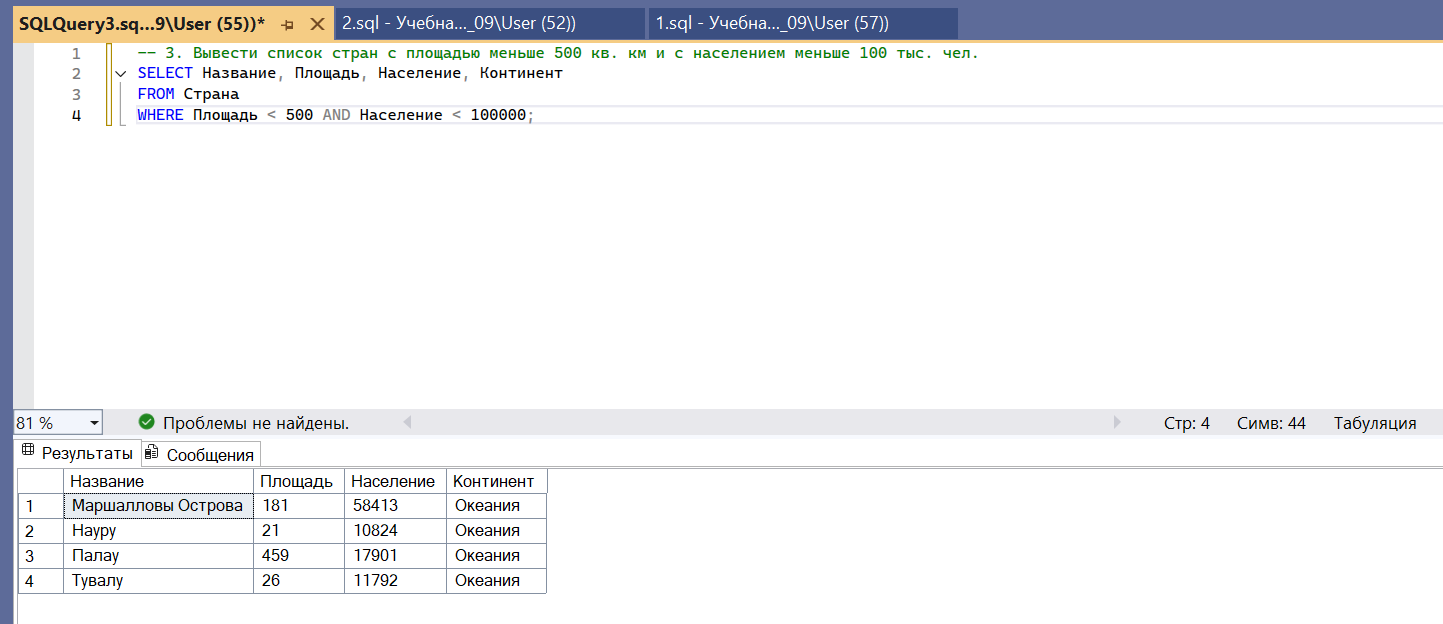 SQLQuery3.sq...9\User (55))* 2.sql - Учебна..._09\User (52)) 1.sql - Учебна..._09\User (57))
1 -- 3. Вывести список стран с площадью меньше 500 кв. км и с населением меньше 100 тыс. чел.
2 SELECT Название, Площадь, Население, Континент
3 FROM Страна
4 WHERE Площадь < 500 AND Население < 100000;
81 % Проблемы не найдены. Стр: 4 Симв: 44 Табуляция
Результаты Сообщения
Название Площадь Население Континент
1 Маршалловы Острова 181 58413 Океания
2 Науру 21 10824 Океания
3 Палау 459 17901 Океания
4 Тувалу 26 11792 Океания